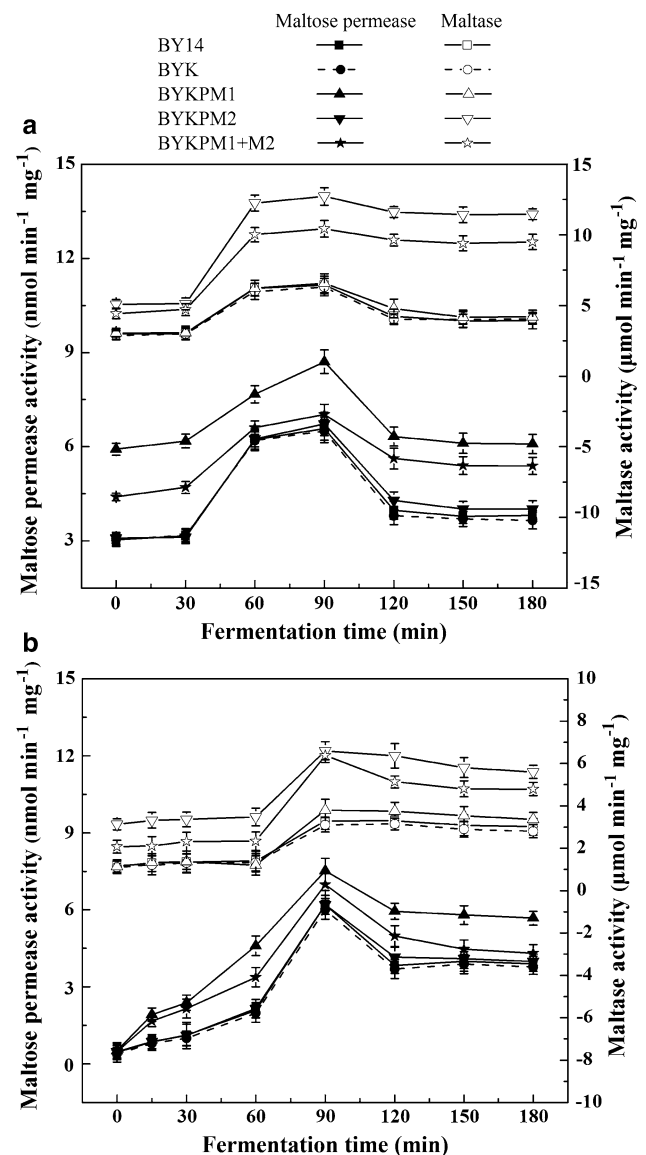 Maltose permease Maltase
BY14
BYK
BYKPM1
BYKPM2
BYKPM1+M2
a
Maltose permease activity (nmol min⁻¹ mg⁻¹)
15
12
9
6
3
15
10
5
0
-5
-10
-15
Maltase activity (μmol min⁻¹ mg⁻¹)
0 30 60 90 120 150 180
Fermentation time (min)
b
Maltose permease activity (nmol min⁻¹ mg⁻¹)
15
12
9
6
3
0
10
8
6
4
2
0
-2
-4
-6
-8
-10
Maltase activity (μmol min⁻¹ mg⁻¹)
0 30 60 90 120 150 180
Fermentation time (min)